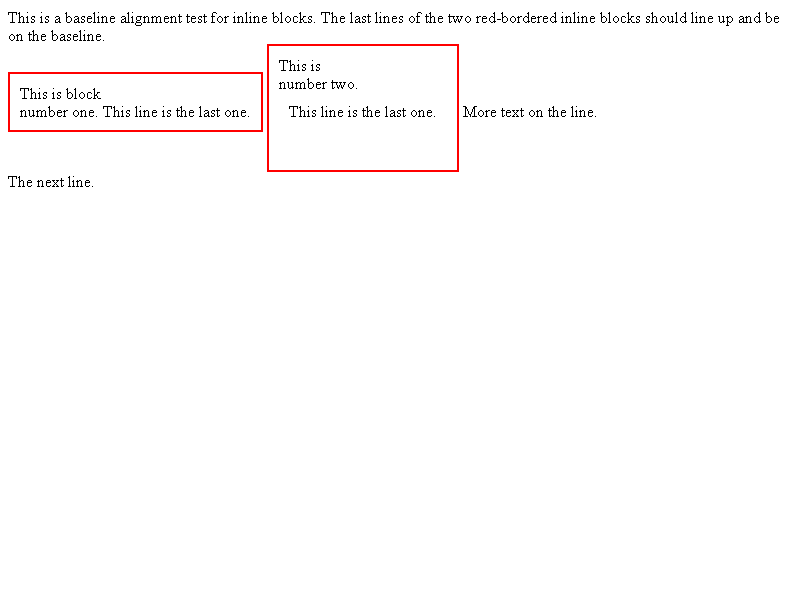 This is a baseline alignment test for inline blocks. The last lines of the two red-bordered inline blocks should line up and be
on the baseline.
This is block
number one. This line is the last one.
This is
number two.
This line is the last one.
More text on the line.
The next line.